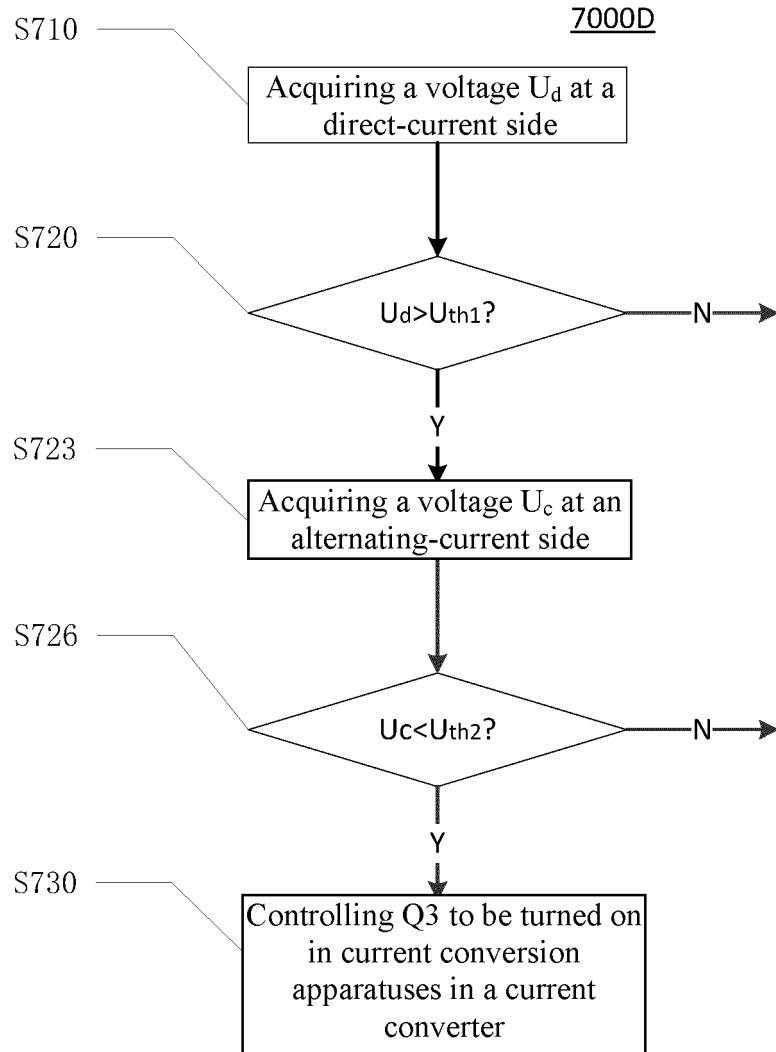 7000D
S710
Acquiring a voltage Ud at a
direct-current side
S720
Ud>Uth1?
N
Y
S723
Acquiring a voltage Uc at an
alternating-current side
S726
Uc<Uth2?
N
Y
S730
Controlling Q3 to be turned on
in current conversion
apparatuses in a current
converter